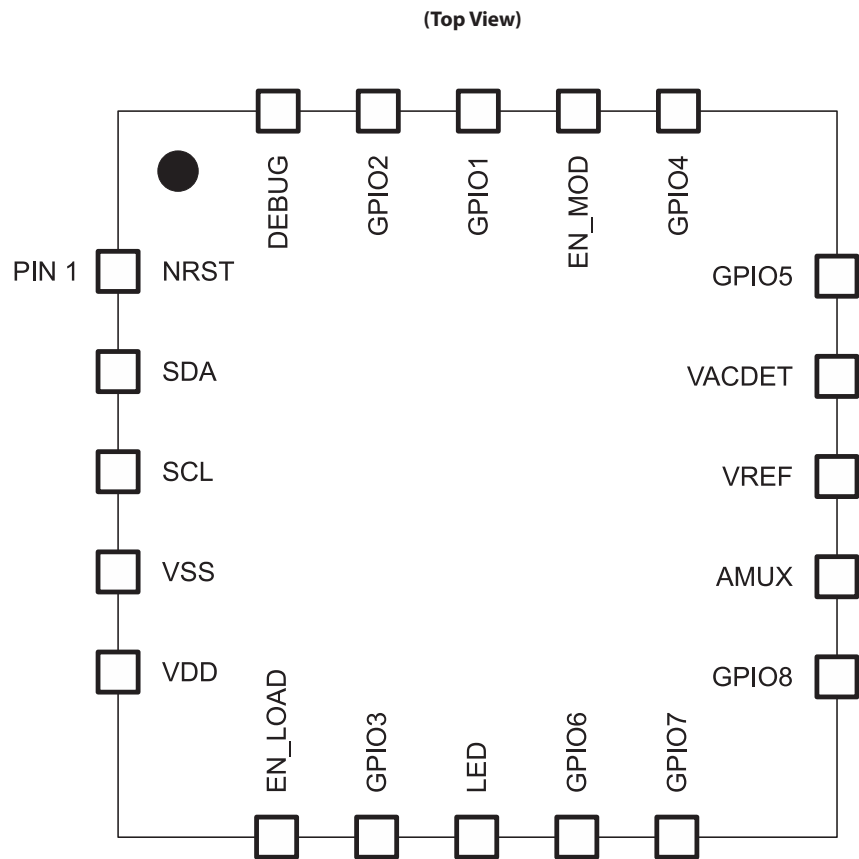 (Top View)
DEBUG
GPIO2
GPIO1
EN_MOD
GPIO4
PIN 1
NRST
SDA
SCL
VSS
VDD
GPIO5
VACDET
VREF
AMUX
GPIO8
EN_LOAD
GPIO3
LED
GPIO6
GPIO7